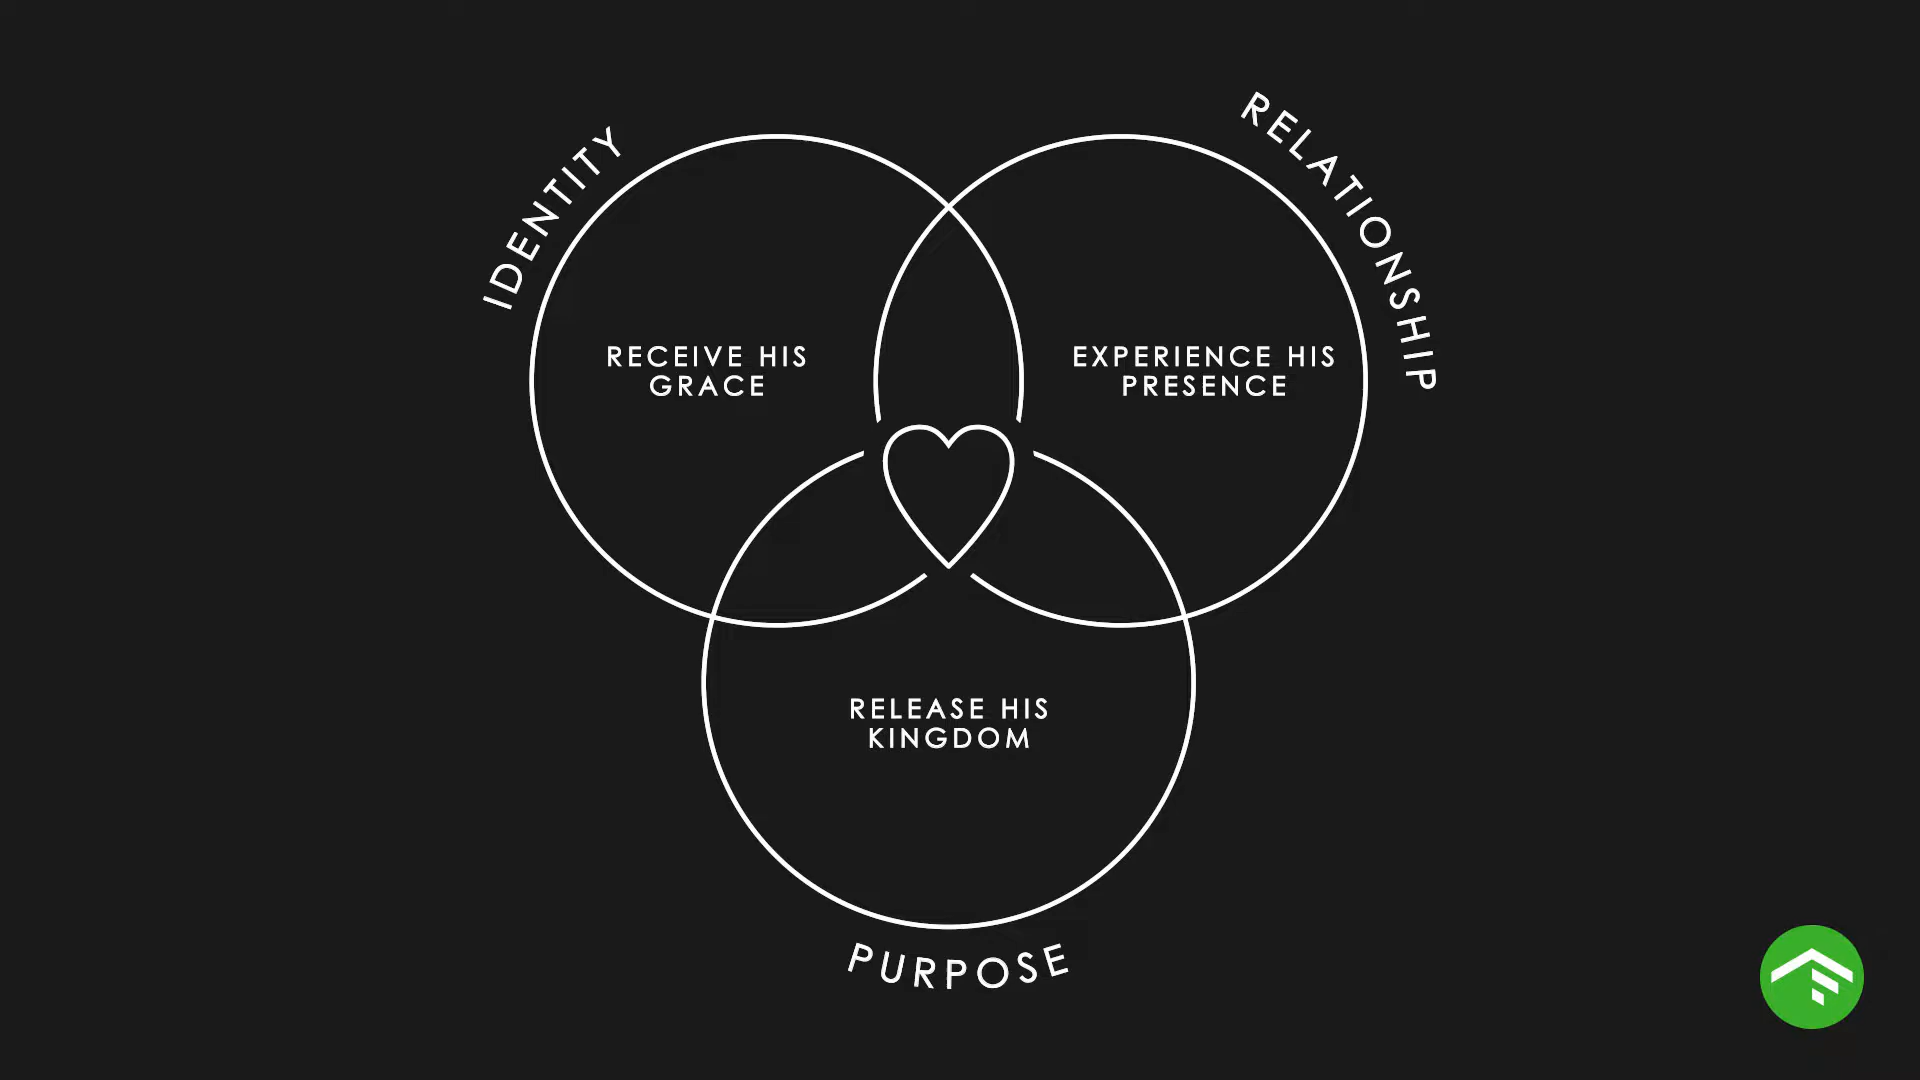 IDENTITY
RELATIONSHIP
RECEIVE HIS
GRACE
EXPERIENCE HIS
PRESENCE
RELEASE HIS
KINGDOM
PURPOSE